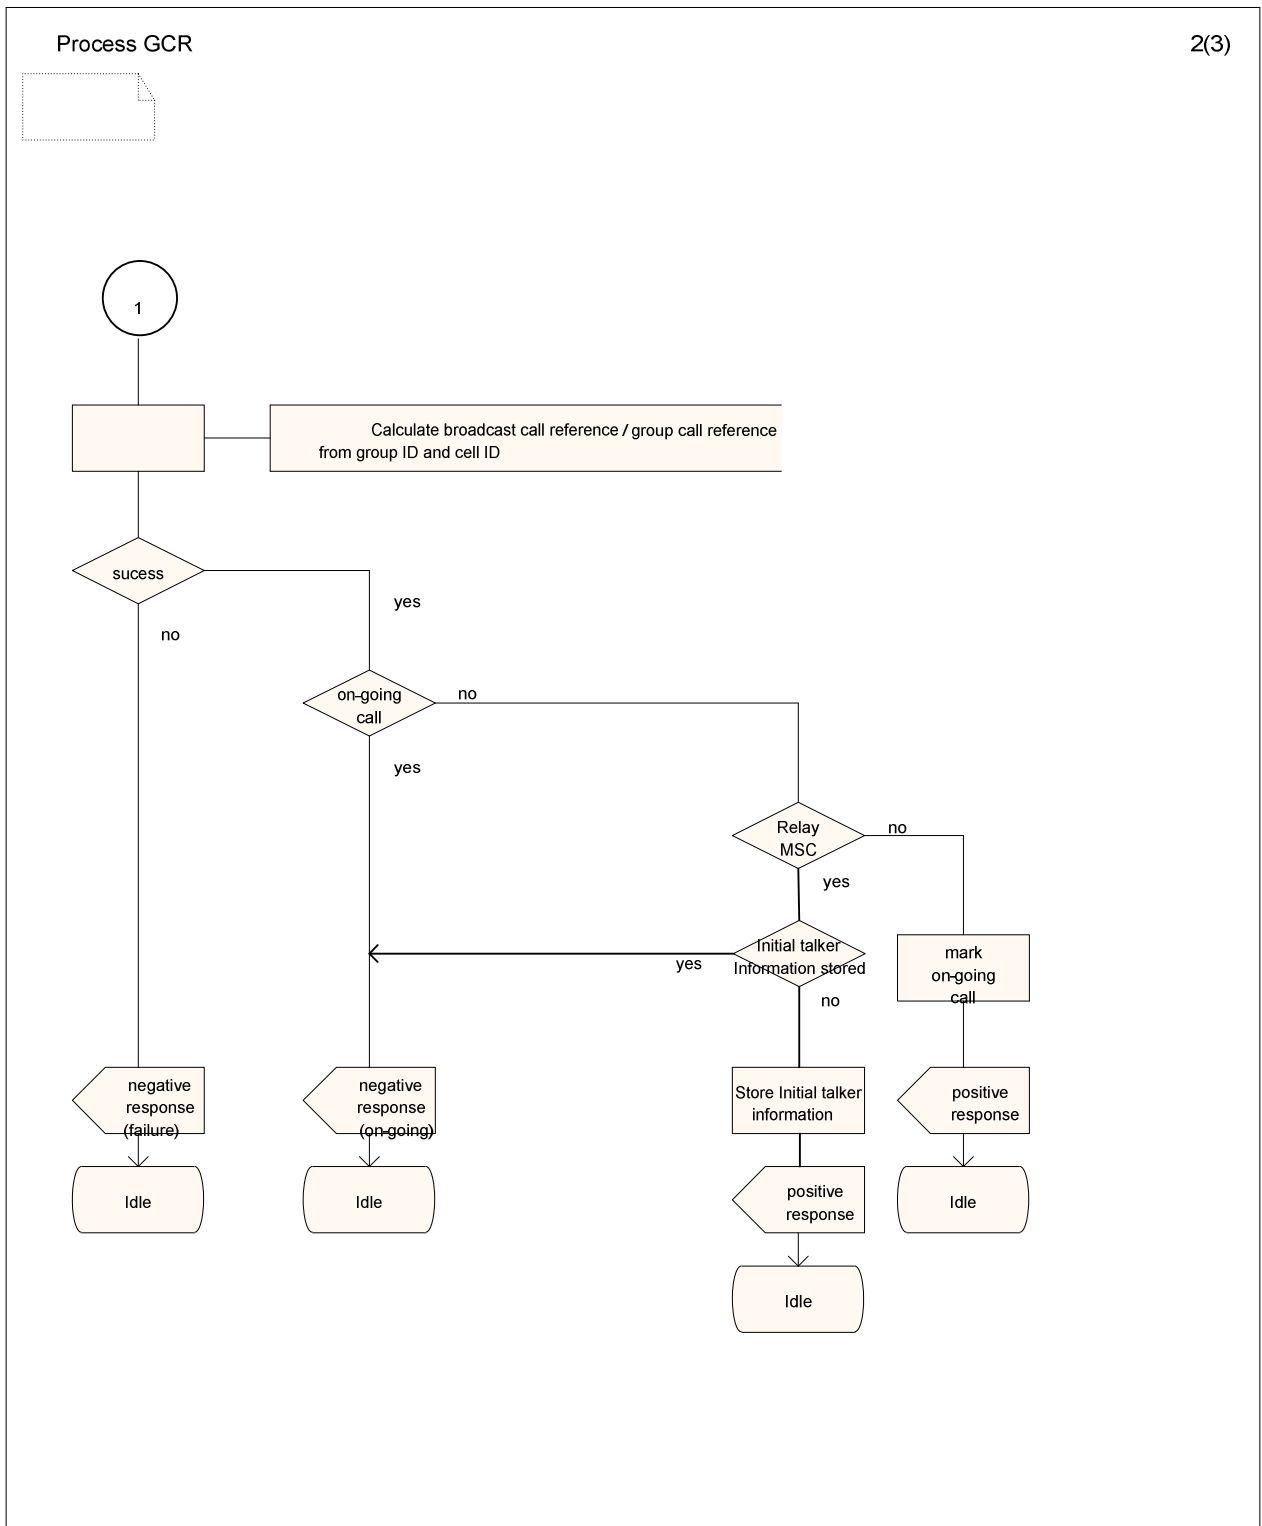 Process GCR
2(3)
1
Calculate broadcast call reference / group call reference
from group ID and cell ID
sucess
yes
no
on-going
call
no
yes
Relay
MSC
no
yes
Initial talker
Information stored
yes
no
mark
on-going
call
negative
response
(failure)
negative
response
(on-going)
Store Initial talker
information
positive
response
Idle
Idle
positive
response
Idle
Idle